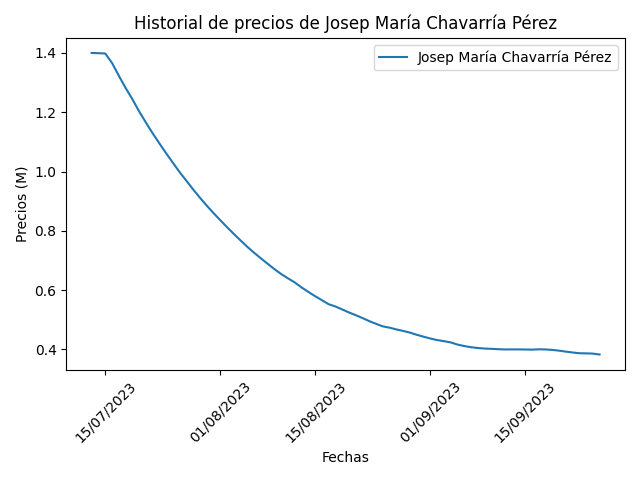 Historial de precios de Josep María Chavarría Pérez
Josep María Chavarría Pérez
Precios (M)
1.4
1.2
1.0
0.8
0.6
0.4
15/07/2023
01/08/2023
15/08/2023
01/09/2023
15/09/2023
Fechas